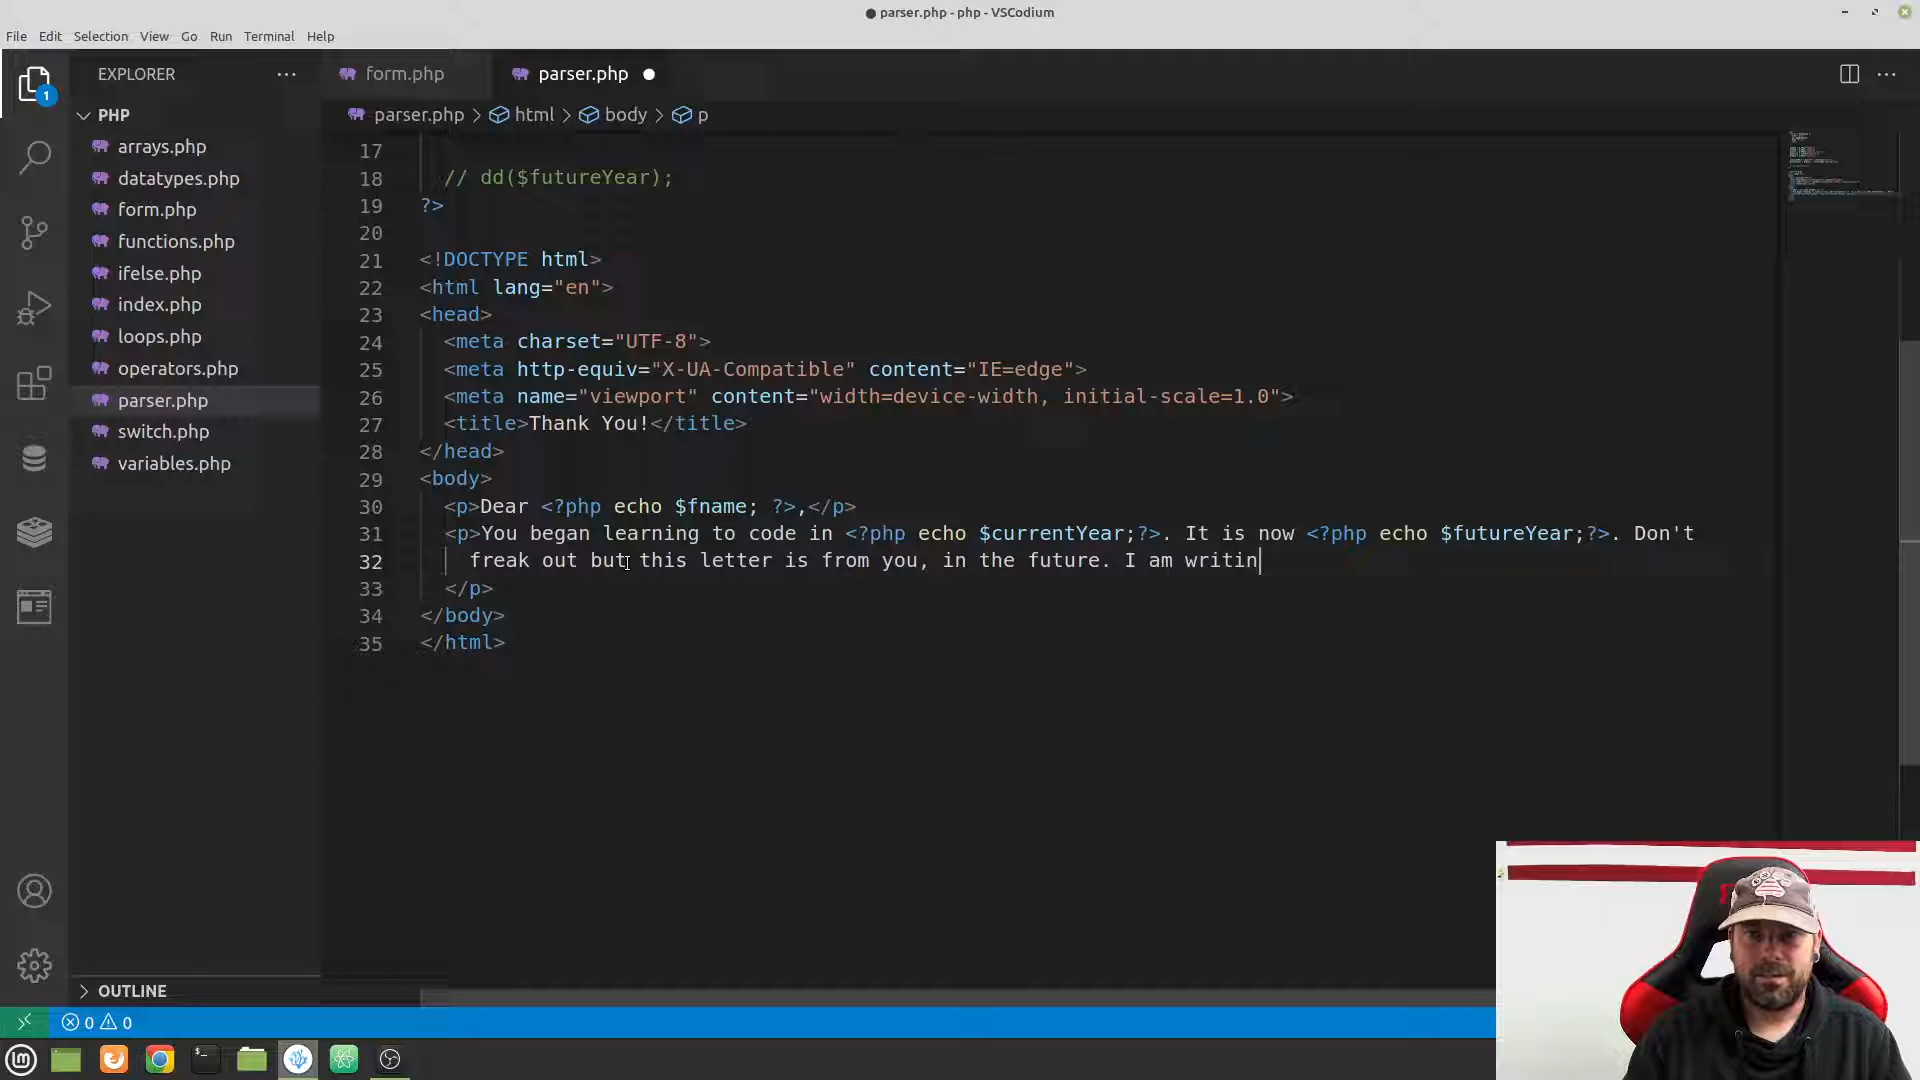 parser.php - php - VSCodium
File Edit Selection View Go Run Terminal Help
EXPLORER
form.php
parser.php
1
PHP
parser.php html body p
arrays.php
datatypes.php
form.php
functions.php
ifelse.php
index.php
loops.php
operators.php
parser.php
switch.php
variables.php
17
18 // dd($futureYear);
19 ?>
20
21 <!DOCTYPE html>
22 <html lang="en">
23 <head>
24 <meta charset="UTF-8">
25 <meta http-equiv="X-UA-Compatible" content="IE=edge">
26 <meta name="viewport" content="width=device-width, initial-scale=1.0">
27 <title>Thank You!</title>
28 </head>
29 <body>
30 <p>Dear <?php echo $fname; ?>,</p>
31 <p>You began learning to code in <?php echo $currentYear;?>. It is now <?php echo $futureYear;?>. Don't
32 freak out but this letter is from you, in the future. I am writin
33 </p>
34 </body>
35 </html>
OUTLINE
0 0